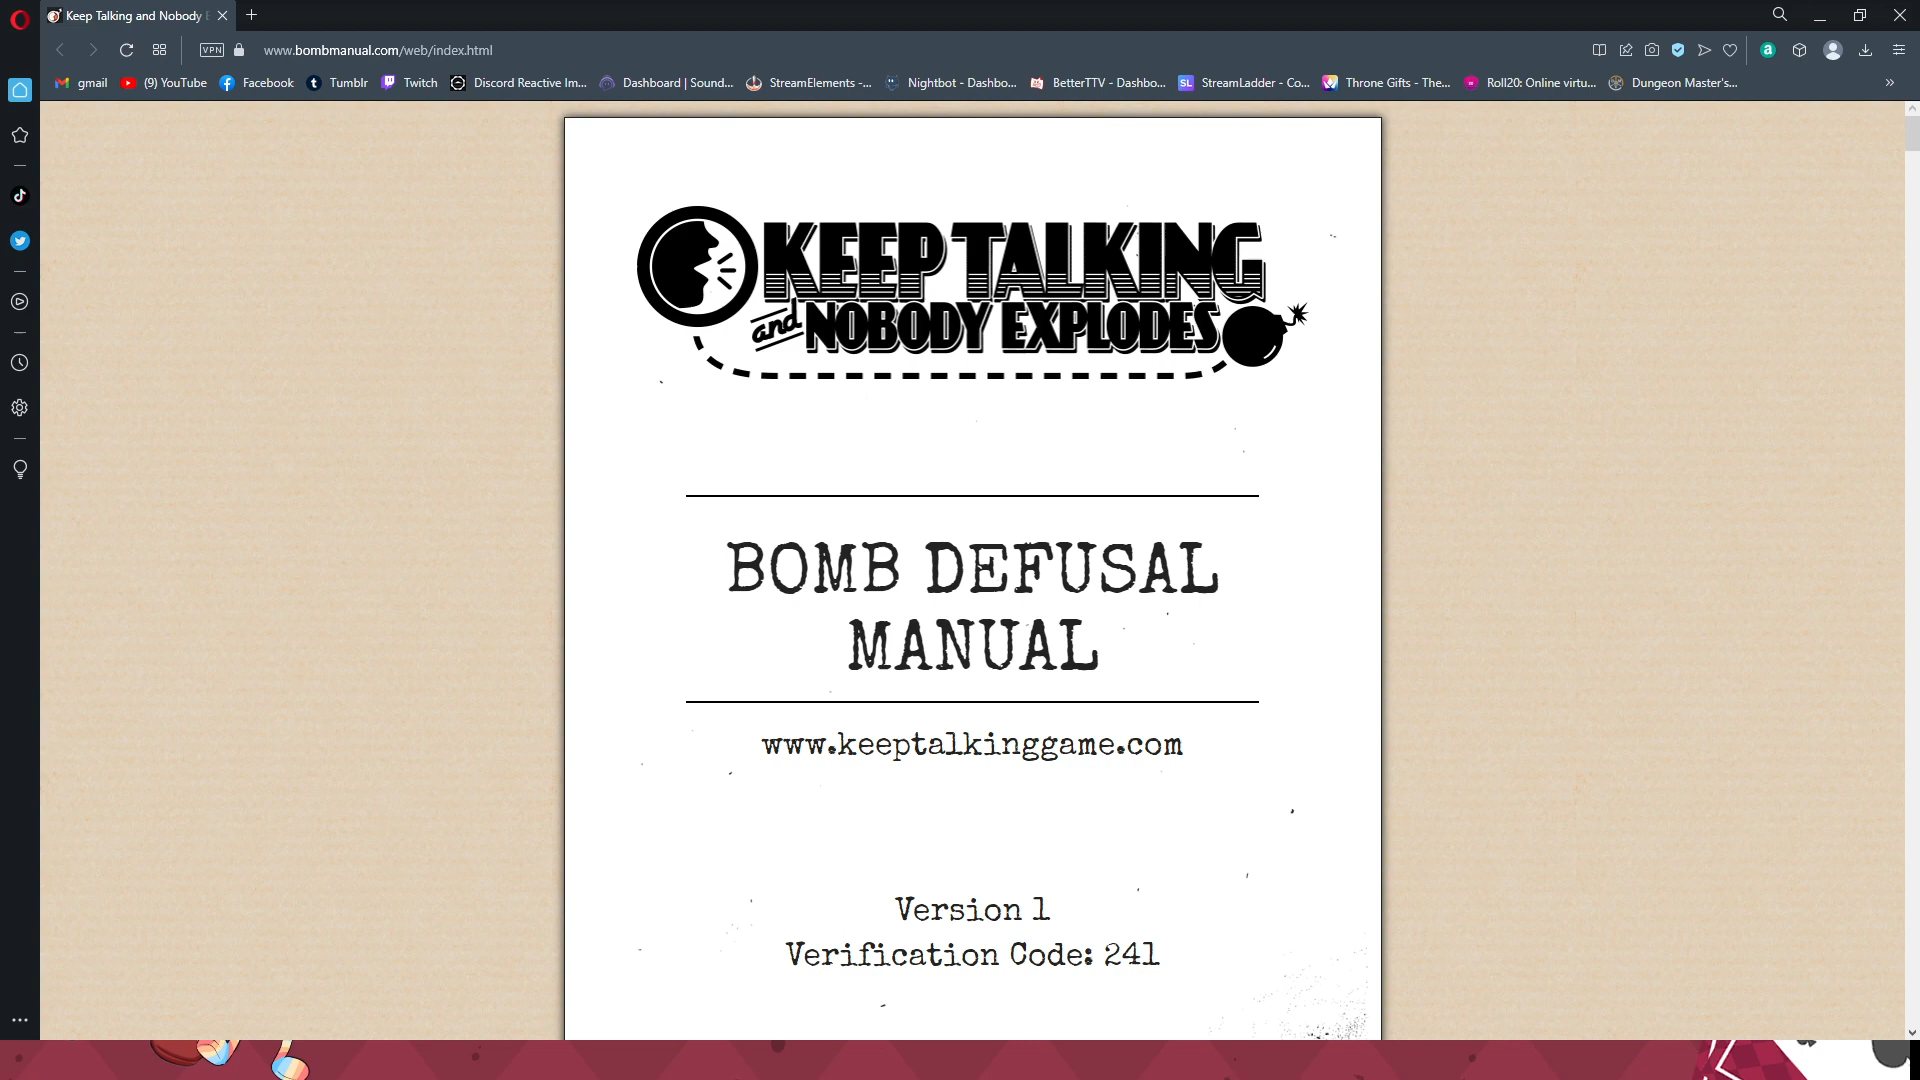 Keep Talking and Nobody
VPN
www.bombmanual.com/web/index.html
gmail
(9) YouTube
Facebook
Tumblr
Twitch
Discord Reactive Im...
Dashboard | Sound...
StreamElements -...
Nightbot - Dashbo...
BetterTTV - Dashbo...
SL
StreamLadder - Co...
Throne Gifts - The...
Roll20: Online virtu...
Dungeon Master's...
KEEP TALKING
and NOBODY EXPLODES
BOMB DEFUSAL
MANUAL
www.keeptalkinggame.com
Version 1
Verification Code: 241